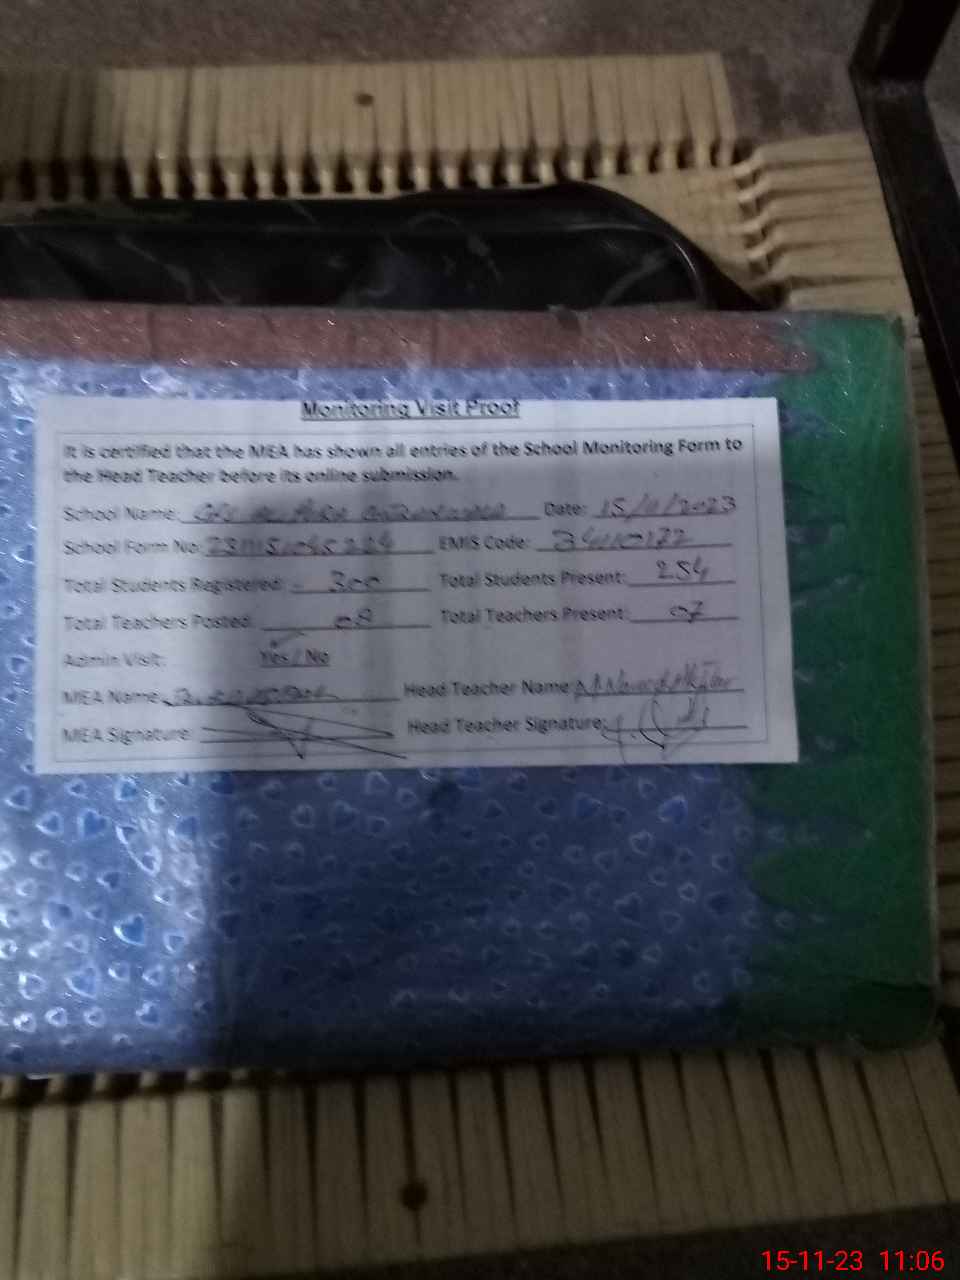 Monitoring Visit Proof
It is certified that the MEA has shown all entries of the School Monitoring Form to
the Head Teacher before its online submission.
School Name: Date: 15/11/2023
School Form No: EMIS Code:
Total Students Registered: 300 Total Students Present: 254
Total Teachers Posted: 08 Total Teachers Present: 07
Admin Visit: Yes / No
MEA Name: Head Teacher Name:
MEA Signature: Head Teacher Signature:
15-11-23 11:06